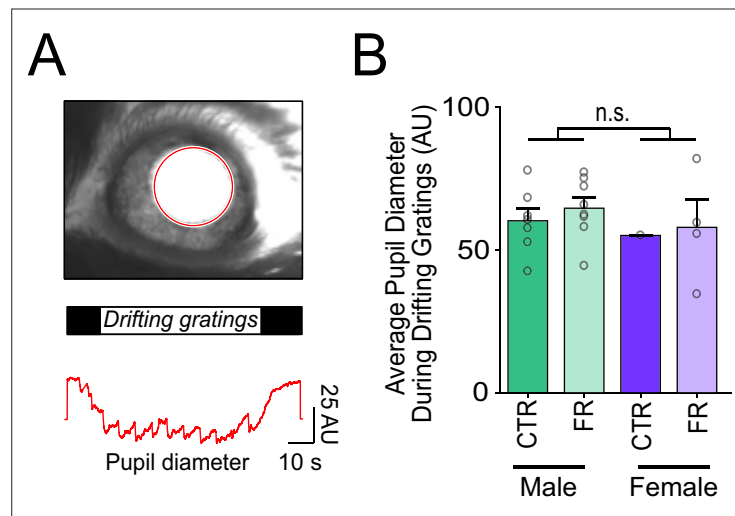 A
Drifting gratings
25 AU
Pupil diameter
10 s
B
Average Pupil Diameter
During Drifting Gratings (AU)
100
50
0
n.s.
CTR
FR
CTR
FR
Male
Female